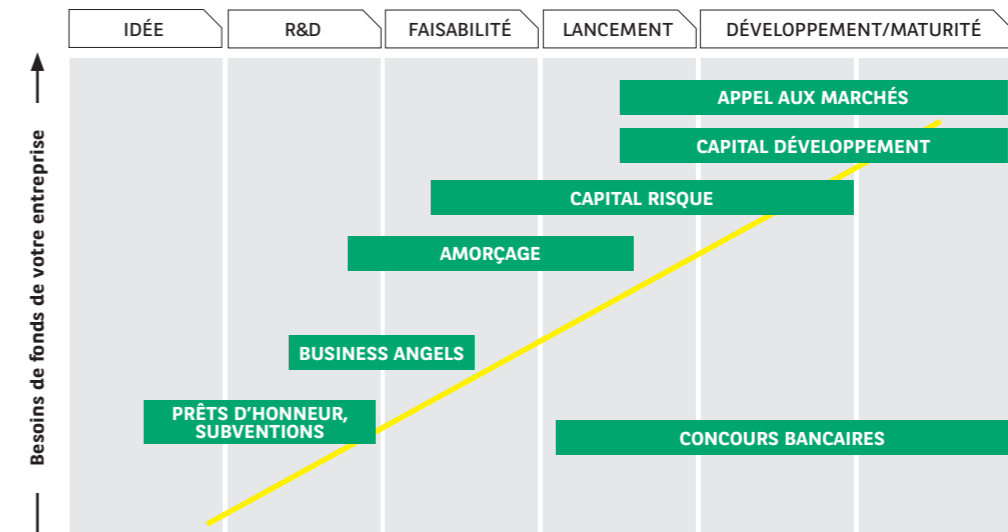 IDÉE
R&D
FAISABILITÉ
LANCEMENT
DÉVELOPPEMENT/MATURITÉ
Besoins de fonds de votre entreprise
APPEL AUX MARCHÉS
CAPITAL DÉVELOPPEMENT
CAPITAL RISQUE
AMORÇAGE
BUSINESS ANGELS
PRÊTS D'HONNEUR,
SUBVENTIONS
CONCOURS BANCAIRES